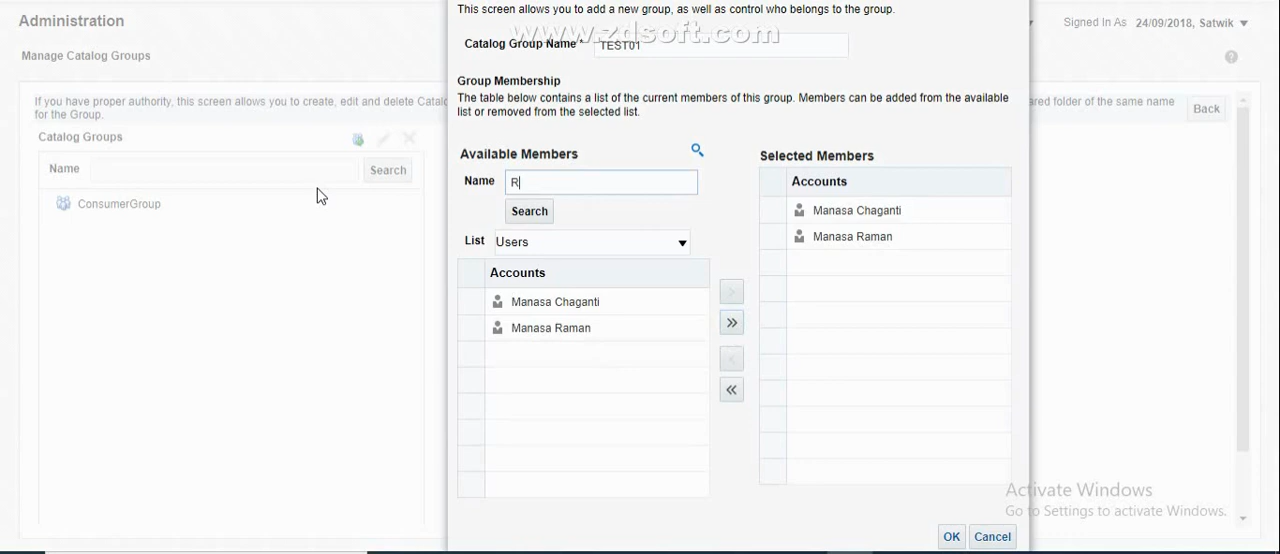 Administration
Signed In As 24/09/2018, Satwik
Manage Catalog Groups
If you have proper authority, this screen allows you to create, edit and delete Catalo
ared folder of the same name
for the Group.
Back
Catalog Groups
Name
Search
ConsumerGroup
This screen allows you to add a new group, as well as control who belongs to the group.
www.zdsoft.com
Catalog Group Name *
TEST01
Group Membership
The table below contains a list of the current members of this group. Members can be added from the available
list or removed from the selected list.
Available Members
Name
R
Search
List
Users
Accounts
Manasa Chaganti
Manasa Raman
>
>>
<
<<
Selected Members
Accounts
Manasa Chaganti
Manasa Raman
Activate Windows
Go to Settings to activate Windows.
OK
Cancel